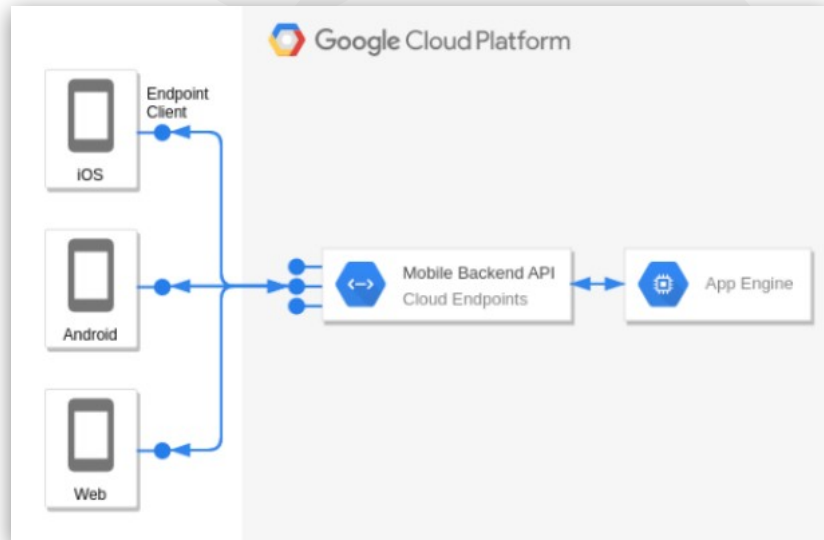 Google Cloud Platform
Endpoint
Client
iOS
Mobile Backend API
Cloud Endpoints
App Engine
Android
Web